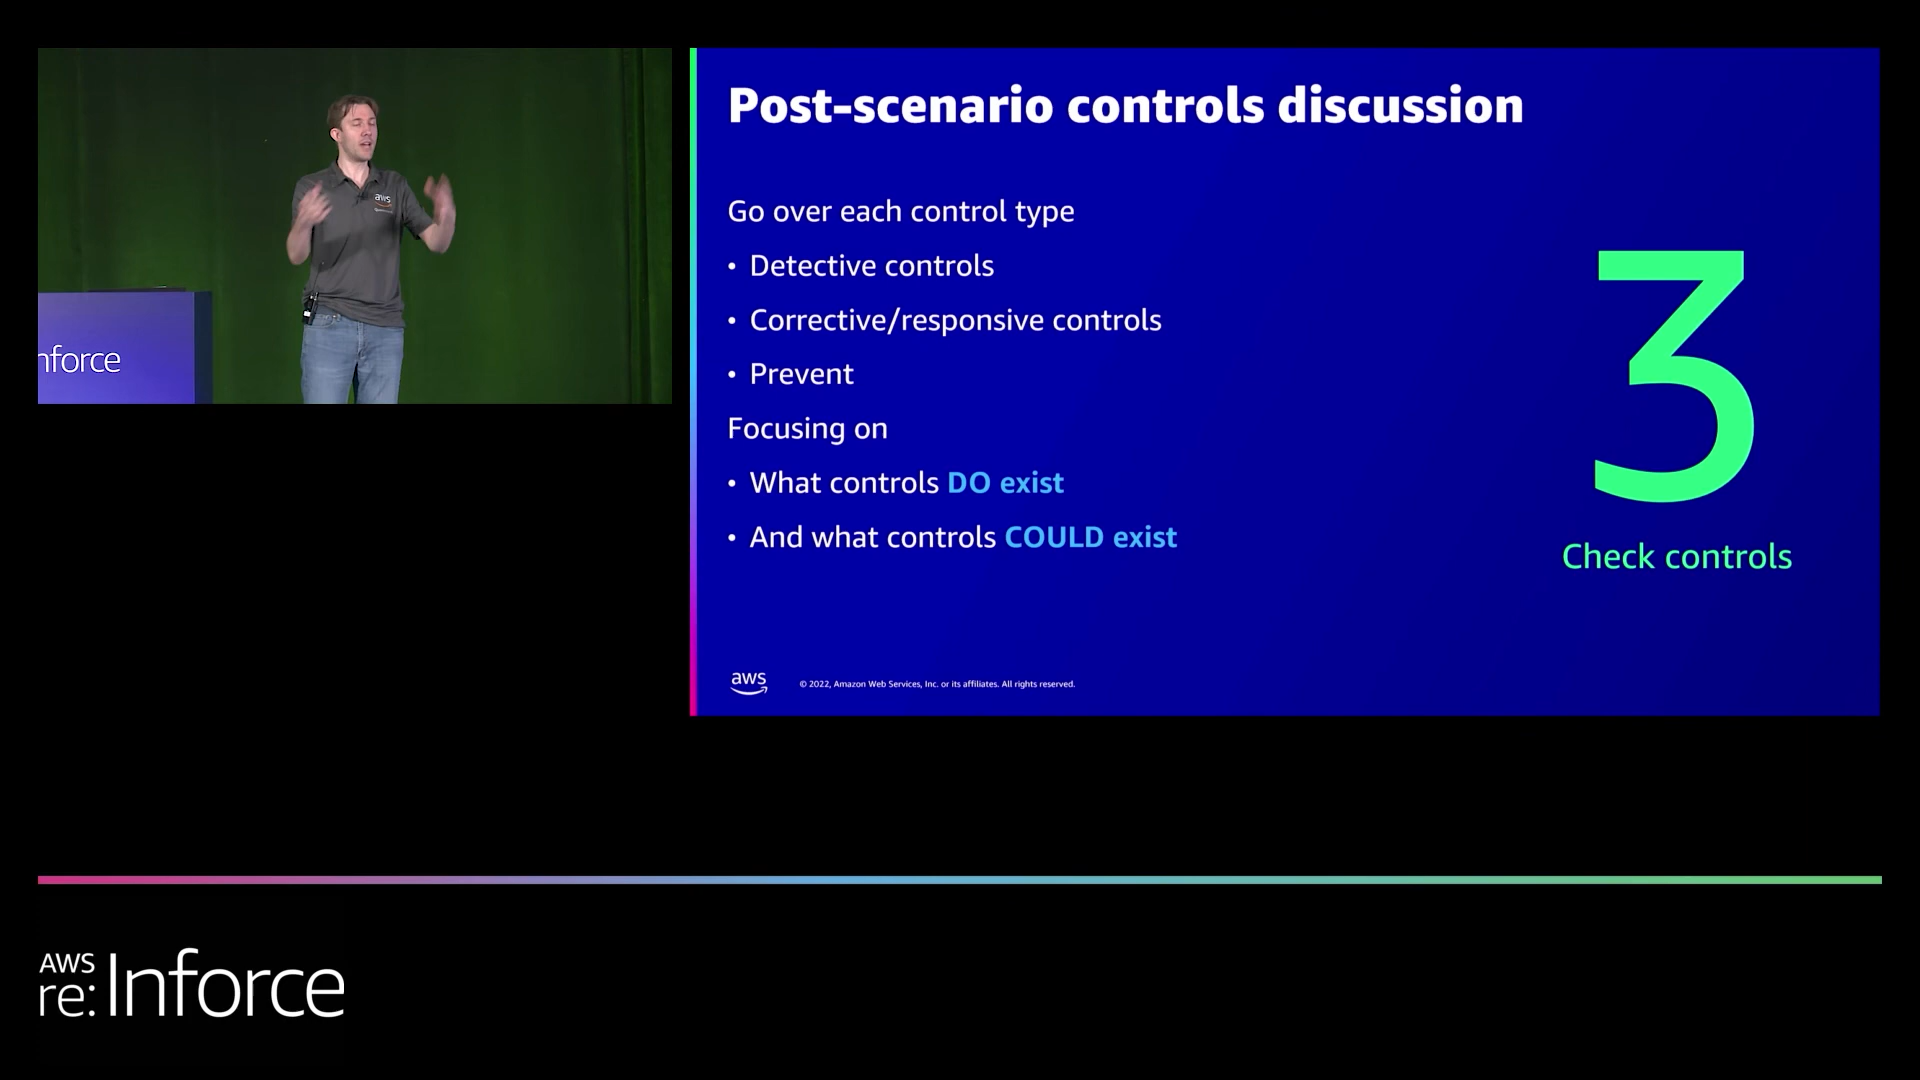 aws
nforce
Post-scenario controls discussion
Go over each control type
• Detective controls
• Corrective/responsive controls
• Prevent
Focusing on
• What controls DO exist
• And what controls COULD exist
3
Check controls
aws
© 2022, Amazon Web Services, Inc. or its affiliates. All rights reserved.
AWS
re:Inforce